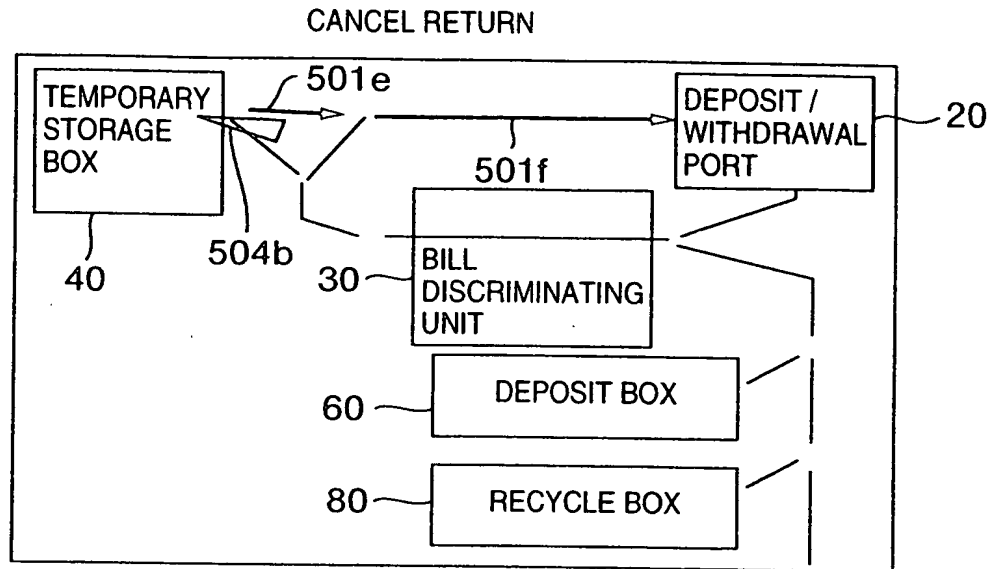 CANCEL RETURN
501e
TEMPORARY
STORAGE
BOX
DEPOSIT /
WITHDRAWAL
PORT
20
501f
504b
40
30
BILL
DISCRIMINATING
UNIT
60
DEPOSIT BOX
80
RECYCLE BOX